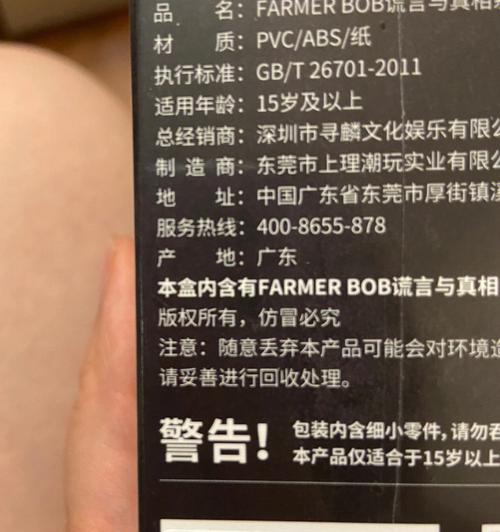 品 名：FARMER BOB谎言与真相
材 质：PVC/ABS/纸
执行标准：GB/T 26701-2011
适用年龄：15岁及以上
总经销商：深圳市寻麟文化娱乐有限
制 造 商：东莞市上理潮玩实业有限
地 址：中国广东省东莞市厚街镇
服务热线：400-8655-878
产 地：广东
本盒内含有FARMER BOB谎言与真相
版权所有，仿冒必究
注意：随意丢弃本产品可能会对环境
请妥善进行回收处理。
警告！
包装内含细小零件，请勿
本产品仅适合于15岁以上